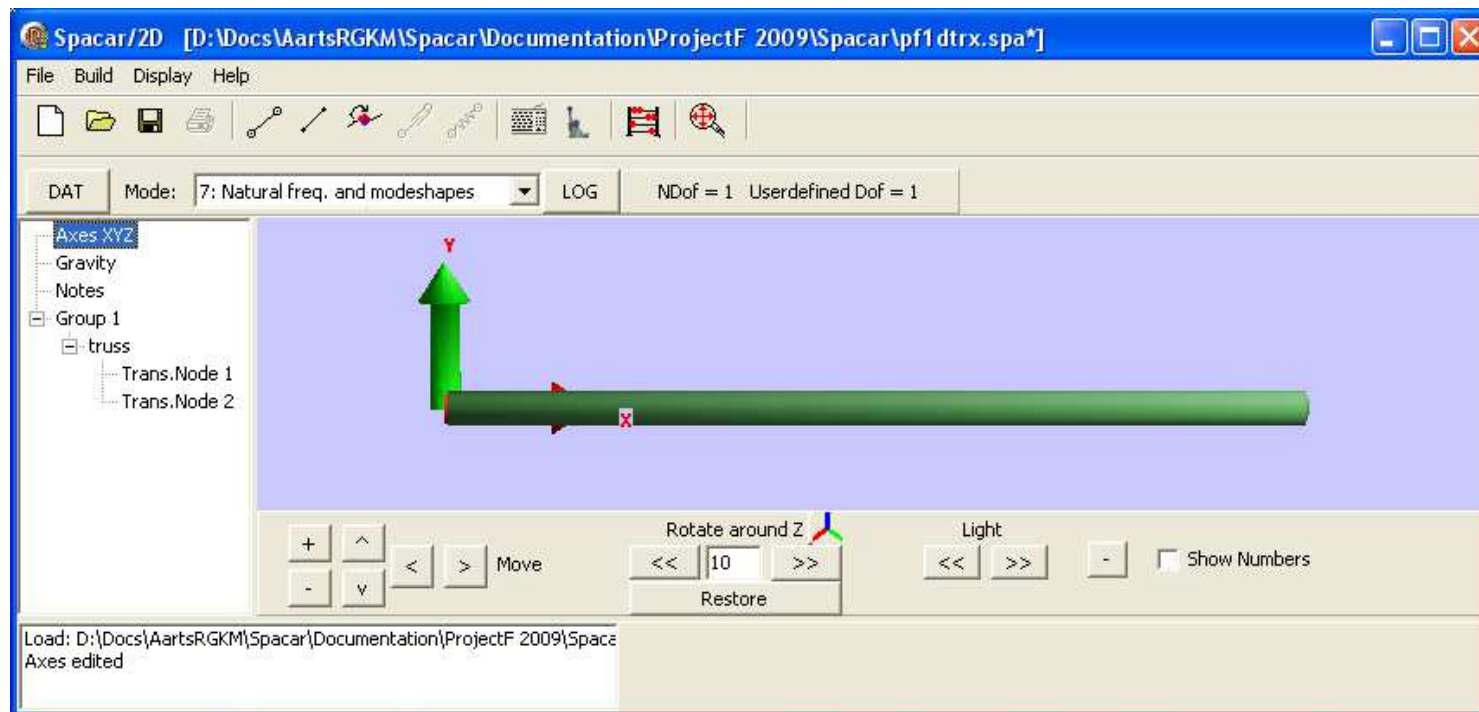 Spacar/2D [D:\Docs\AartsRGKM\Spacar\Documentation\ProjectF 2009\Spacar\pf1dtrx.spa*]
File Build Display Help
DAT Mode: 7: Natural freq. and modeshapes LOG NDof = 1 Userdefined Dof = 1
Axes XYZ
Gravity
Notes
Group 1
truss
Trans.Node 1
Trans.Node 2
Y
X
+ ^ < > Move
- v
Rotate around Z
<< 10 >>
Restore
Light
<< >>
-
Show Numbers
Load: D:\Docs\AartsRGKM\Spacar\Documentation\ProjectF 2009\Space
Axes edited